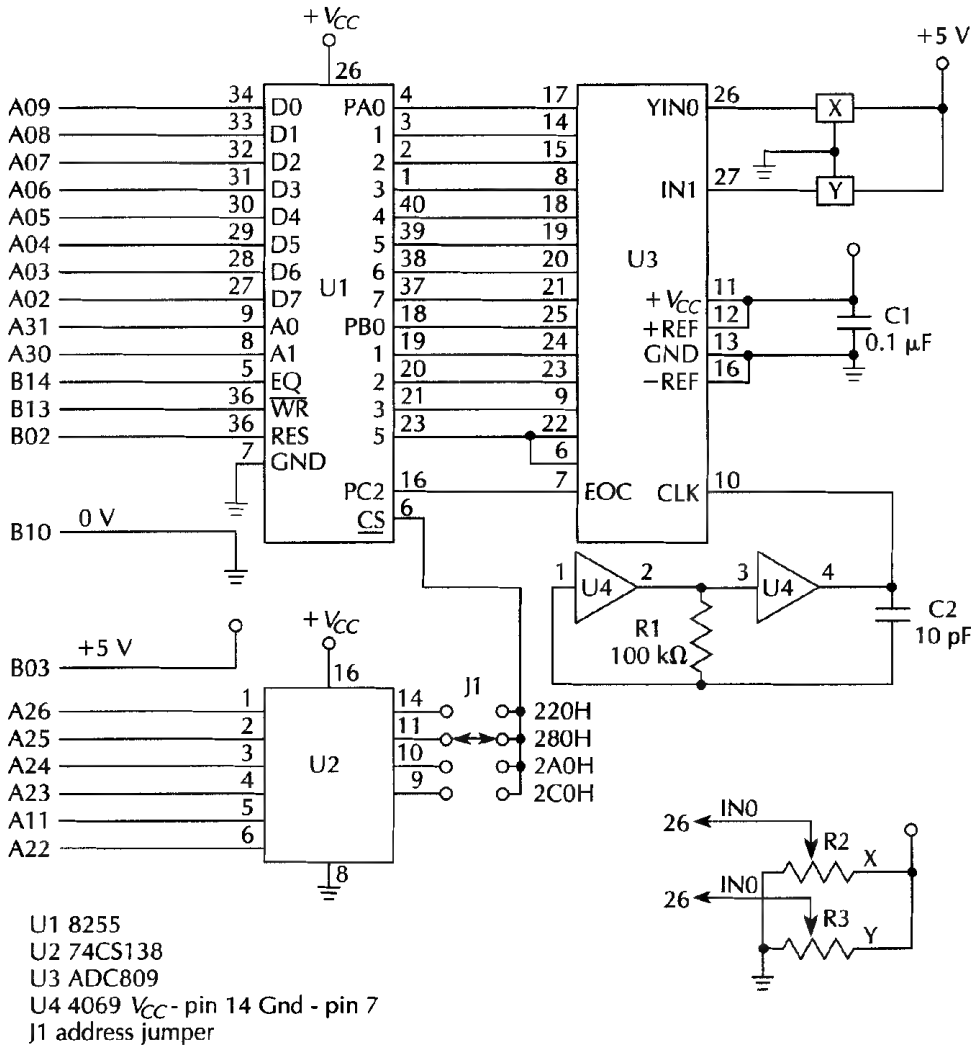 +VCC
26
+5 V
A09 34 D0 PA0 4 17 YIN0 26 X
A08 33 D1 1 3 14
A07 32 D2 2 2 15
A06 31 D3 3 1 8 IN1 27 Y
A05 30 D4 4 40 18
A04 29 D5 5 39 19
A03 28 D6 6 38 20
U1 U3
A02 27 D7 7 37 21 +VCC 11
A31 9 A0 PB0 18 25 +REF 12 C1
0.1 μF
A30 8 A1 1 19 24 GND 13
B14 5 EQ 2 20 23 −REF 16
B13 36 WR 3 21 9
B02 36 RES 5 23 22
7 GND 6
PC2 16 7 EOC CLK 10
CS 6
B10 0 V
1 U4 2 3 U4 4
R1
100 kΩ
C2
10 pF
B03 +5 V
+VCC
16
J1
A26 1 14 220H
A25 2 11 280H
A24 3 U2 10 2A0H
A23 4 9 2C0H
A11 5
A22 6
8
26 IN0
R2 X
26 IN0
R3 Y
U1 8255
U2 74CS138
U3 ADC809
U4 4069 VCC - pin 14 Gnd - pin 7
J1 address jumper